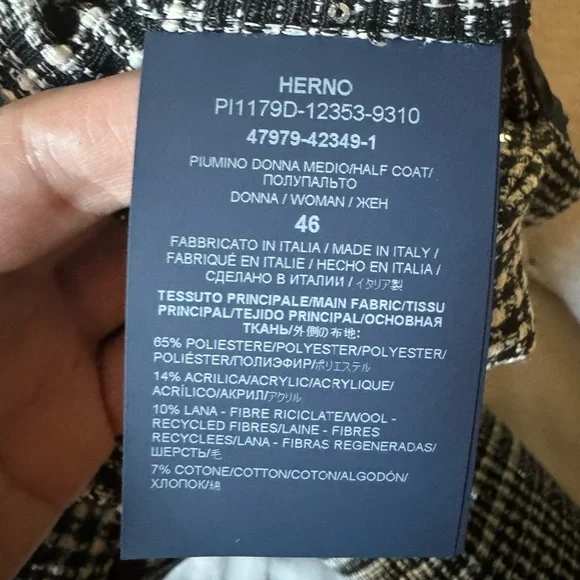 HERNO
PI1179D-12353-9310
47979-42349-1
PIUMINO DONNA MEDIO/HALF COAT/
ПОЛУПАЛЬТО
DONNA / WOMAN / ЖЕН
46
FABBRICATO IN ITALIA / MADE IN ITALY /
FABRIQUÉ EN ITALIE / HECHO EN ITALIA /
СДЕЛАНО В ИТАЛИИ / イタリア製
TESSUTO PRINCIPALE/MAIN FABRIC/TISSU
PRINCIPAL/TEJIDO PRINCIPAL/ОСНОВНАЯ
ТКАНЬ/外側の布地:
65% POLIESTERE/POLYESTER/POLYESTER/
POLIÉSTER/ПОЛИЭФИР/ポリエステル
14% ACRILICA/ACRYLIC/ACRYLIQUE/
ACRÍLICO/АКРИЛ/アクリル
10% LANA - FIBRE RICICLATE/WOOL -
RECYCLED FIBRES/LAINE - FIBRES
RECYCLEES/LANA - FIBRAS REGENERADAS/
ШЕРСТЬ/毛
7% COTONE/COTTON/COTON/ALGODÓN/
ХЛОПОК/綿